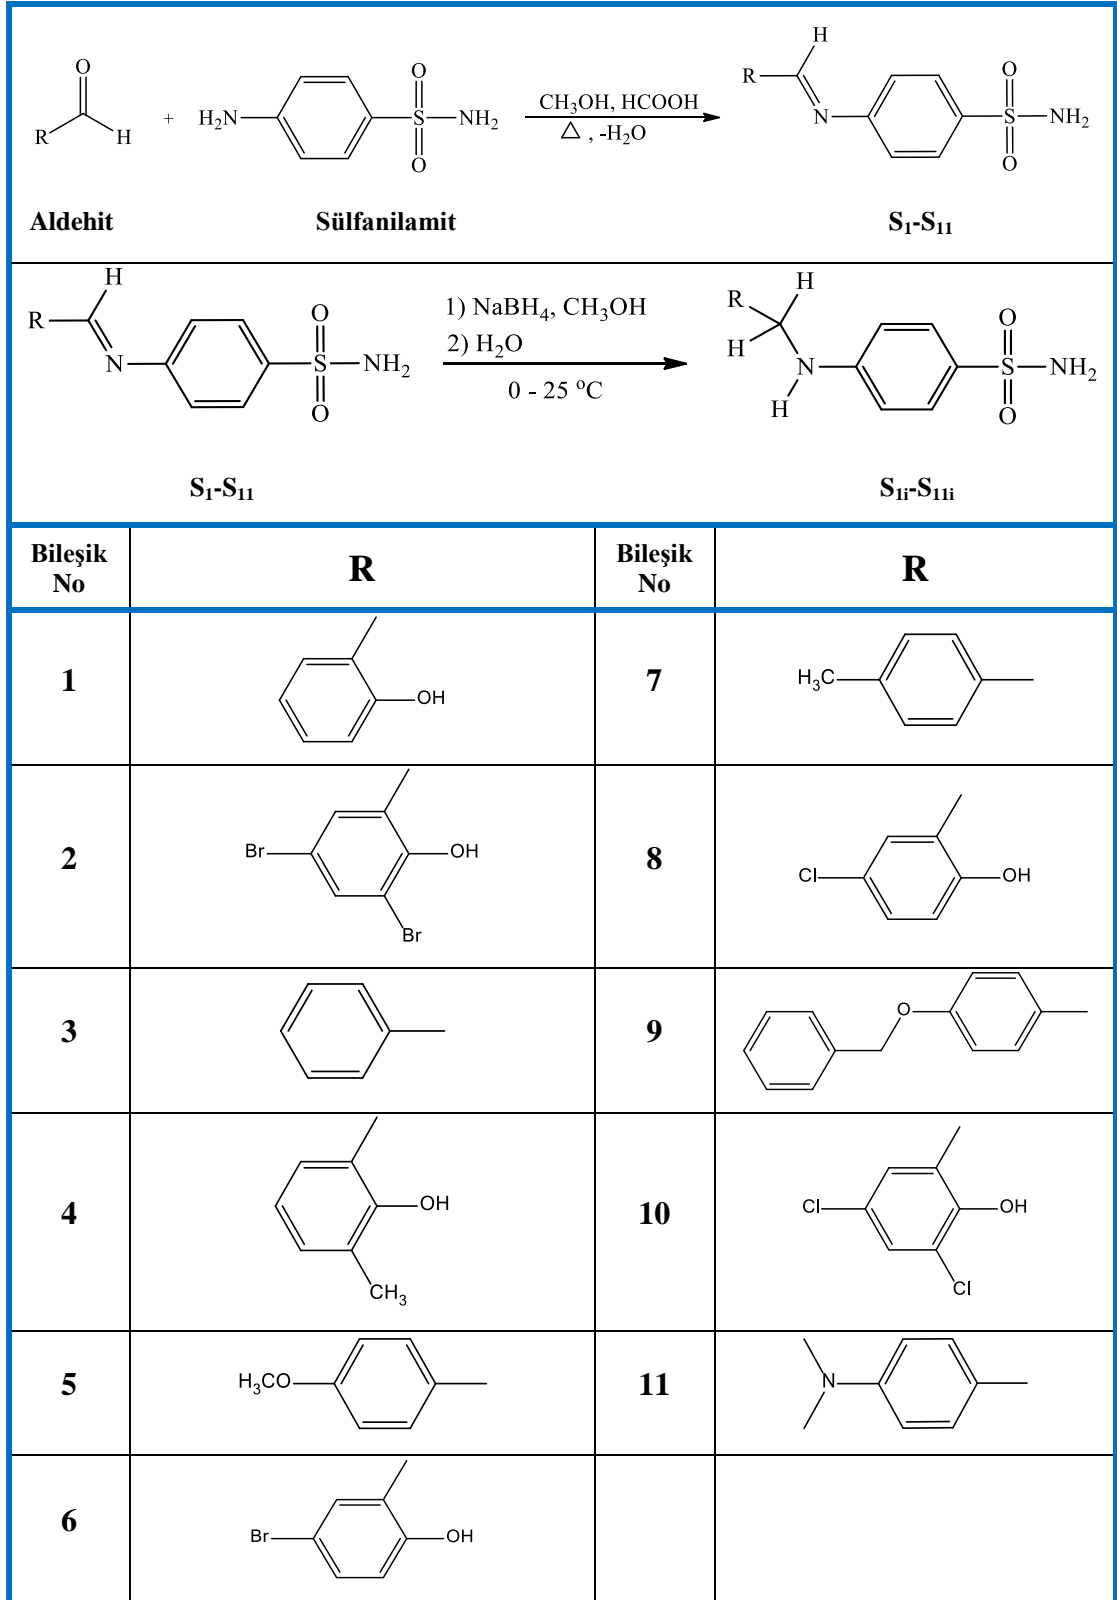 R
O
H
+
H₂N
O
S
O
NH₂
CH₃OH, HCOOH
△ , -H₂O
R
H
N
O
S
O
NH₂
Aldehit
Sülfanilamit
S₁-S₁₁
R
H
N
O
S
O
NH₂
1) NaBH₄, CH₃OH
2) H₂O
0 - 25 °C
R
H
H
N
H
O
S
O
NH₂
S₁-S₁₁
S₁ᵢ-S₁₁ᵢ
Bileşik
No
R
Bileşik
No
R
1
OH
7
H₃C
2
Br
OH
Br
8
Cl
OH
3
9
O
4
OH
CH₃
10
Cl
OH
Cl
5
H₃CO
11
N
6
Br
OH